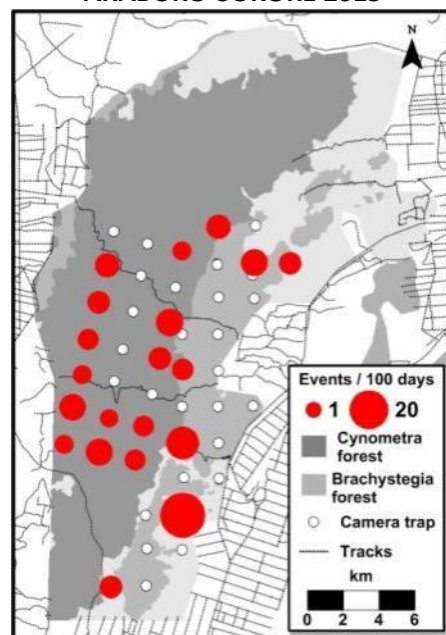 N
Events / 100 days
1 20
Cynometra
forest
Brachystegia
forest
Camera trap
Tracks
km
0 2 4 6